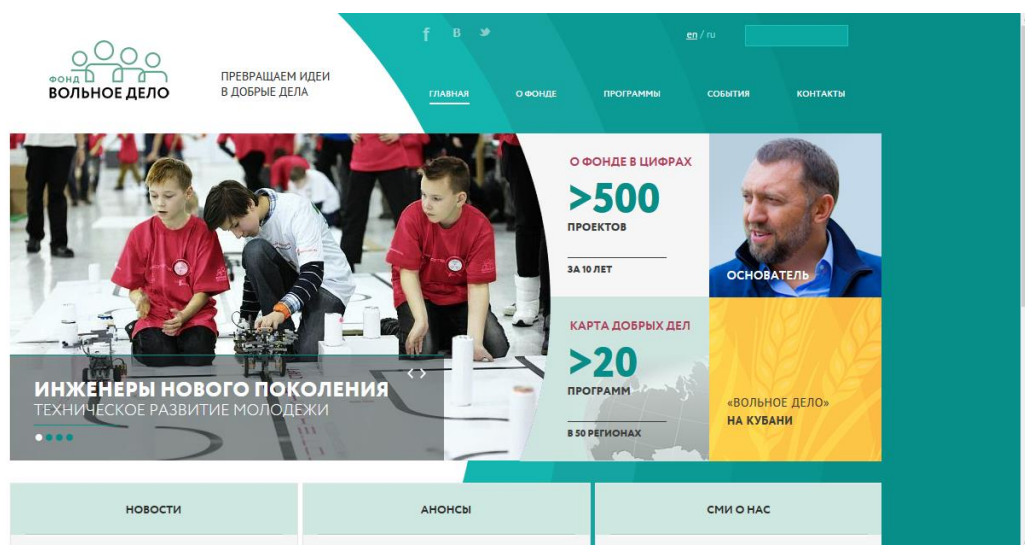 ФОНД
ВОЛЬНОЕ ДЕЛО
ПРЕВРАЩАЕМ ИДЕИ
В ДОБРЫЕ ДЕЛА
f В
en / ru
ГЛАВНАЯ О ФОНДЕ ПРОГРАММЫ СОБЫТИЯ КОНТАКТЫ
ИНЖЕНЕРЫ НОВОГО ПОКОЛЕНИЯ
ТЕХНИЧЕСКОЕ РАЗВИТИЕ МОЛОДЕЖИ
О ФОНДЕ В ЦИФРАХ
>500
ПРОЕКТОВ
ЗА 10 ЛЕТ
ОСНОВАТЕЛЬ
КАРТА ДОБРЫХ ДЕЛ
>20
ПРОГРАММ
В 50 РЕГИОНАХ
«ВОЛЬНОЕ ДЕЛО»
НА КУБАНИ
НОВОСТИ
АНОНСЫ
СМИ О НАС